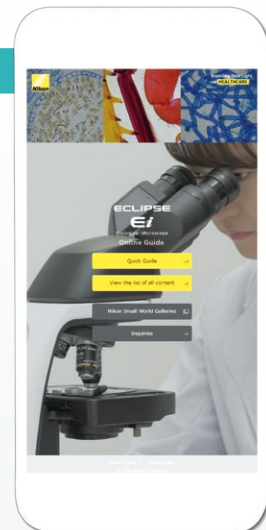 Nikon
HEALTHCARE
ECLIPSE
Ei
Online Guide
Quick Guide
View the list of all content
Nikon Small World Galleries
Inquiries